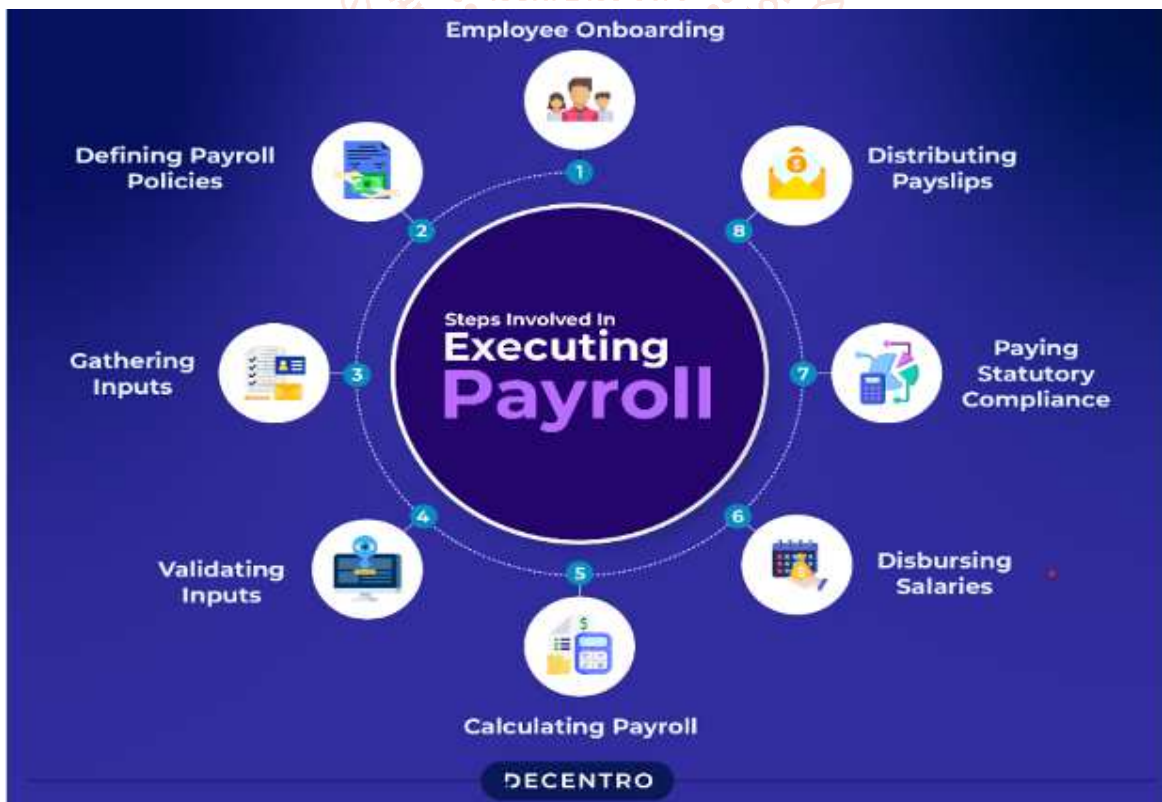 Employee Onboarding
1
Defining Payroll
Policies
2
Gathering
Inputs
3
Validating
Inputs
4
Calculating Payroll
5
Disbursing
Salaries
6
Paying
Statutory
Compliance
7
Distributing
Payslips
8
Steps Involved In
Executing
Payroll
DECENTRO